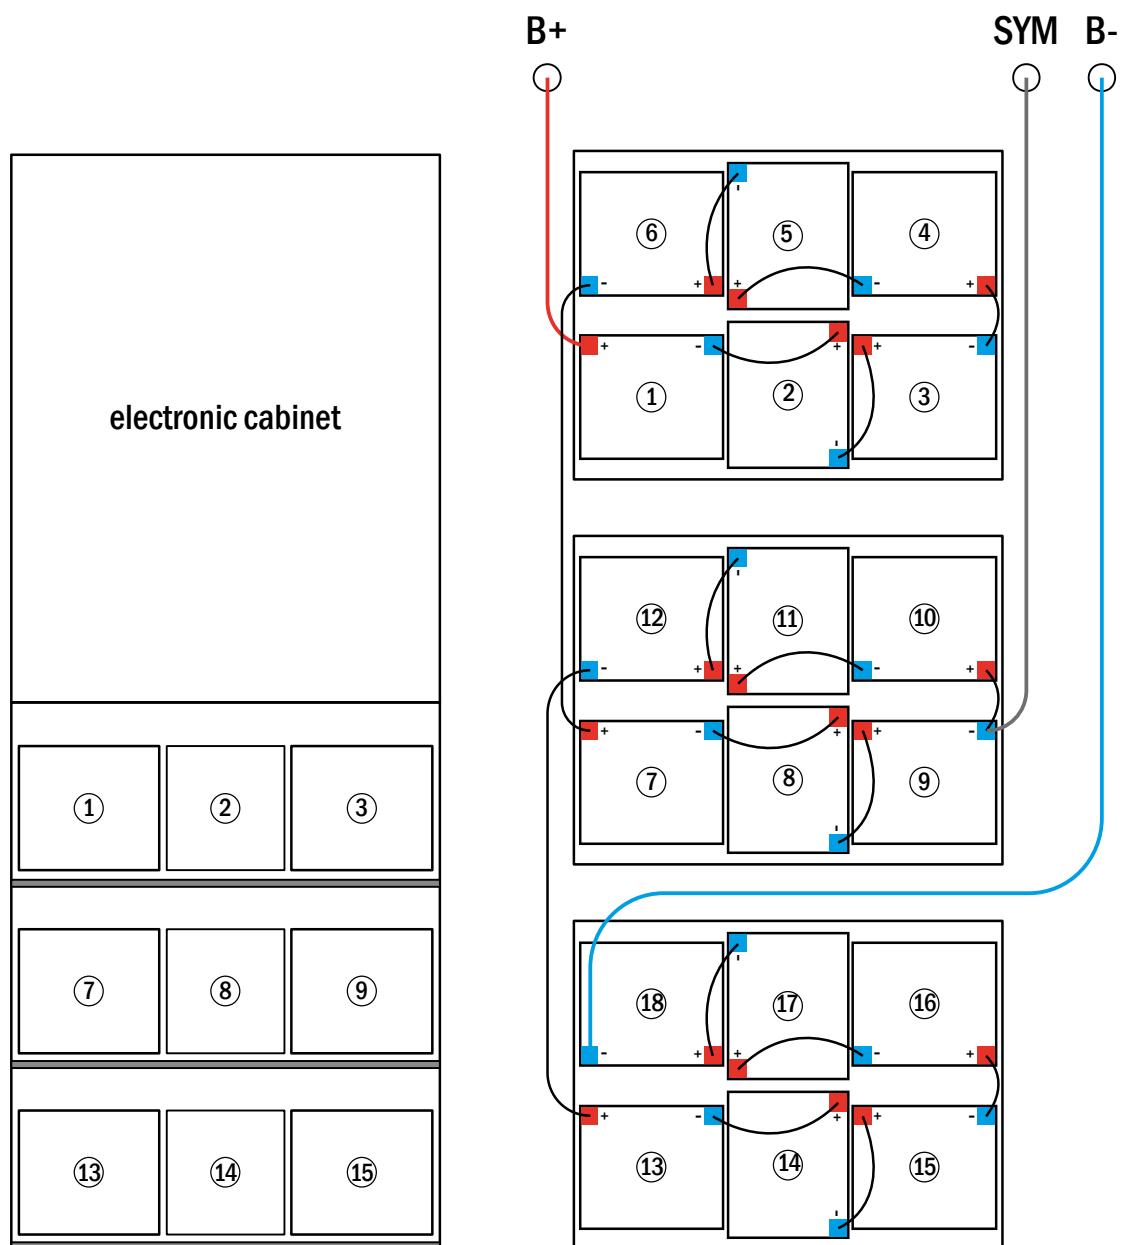 B+ SYM B-
- 
6 5 4
- + + - +
+ - + + -
1 2 3
-
electronic cabinet
-
12 11 10
- + + - +
+ - + + -
7 8 9
-
1 2 3
-
18 17 16
7 8 9
- + + - +
+ - + + -
13 14 15
13 14 15
-